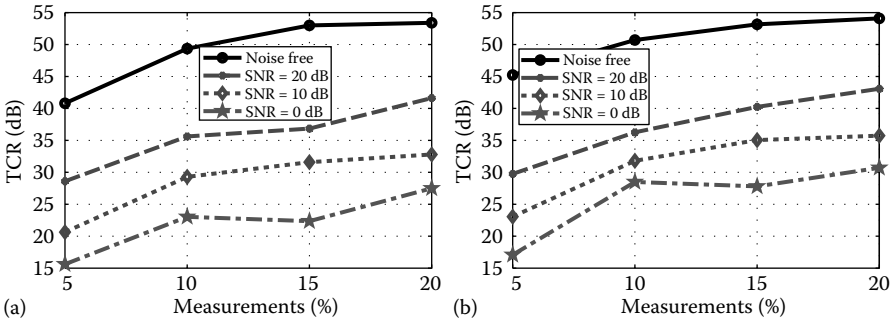 55
50
45
40
35
30
25
20
15
TCR (dB)
Noise free
SNR = 20 dB
SNR = 10 dB
SNR = 0 dB
5
10
15
20
Measurements (%)
(a)
55
50
45
40
35
30
25
20
15
TCR (dB)
Noise free
SNR = 20 dB
SNR = 10 dB
SNR = 0 dB
5
10
15
20
Measurements (%)
(b)